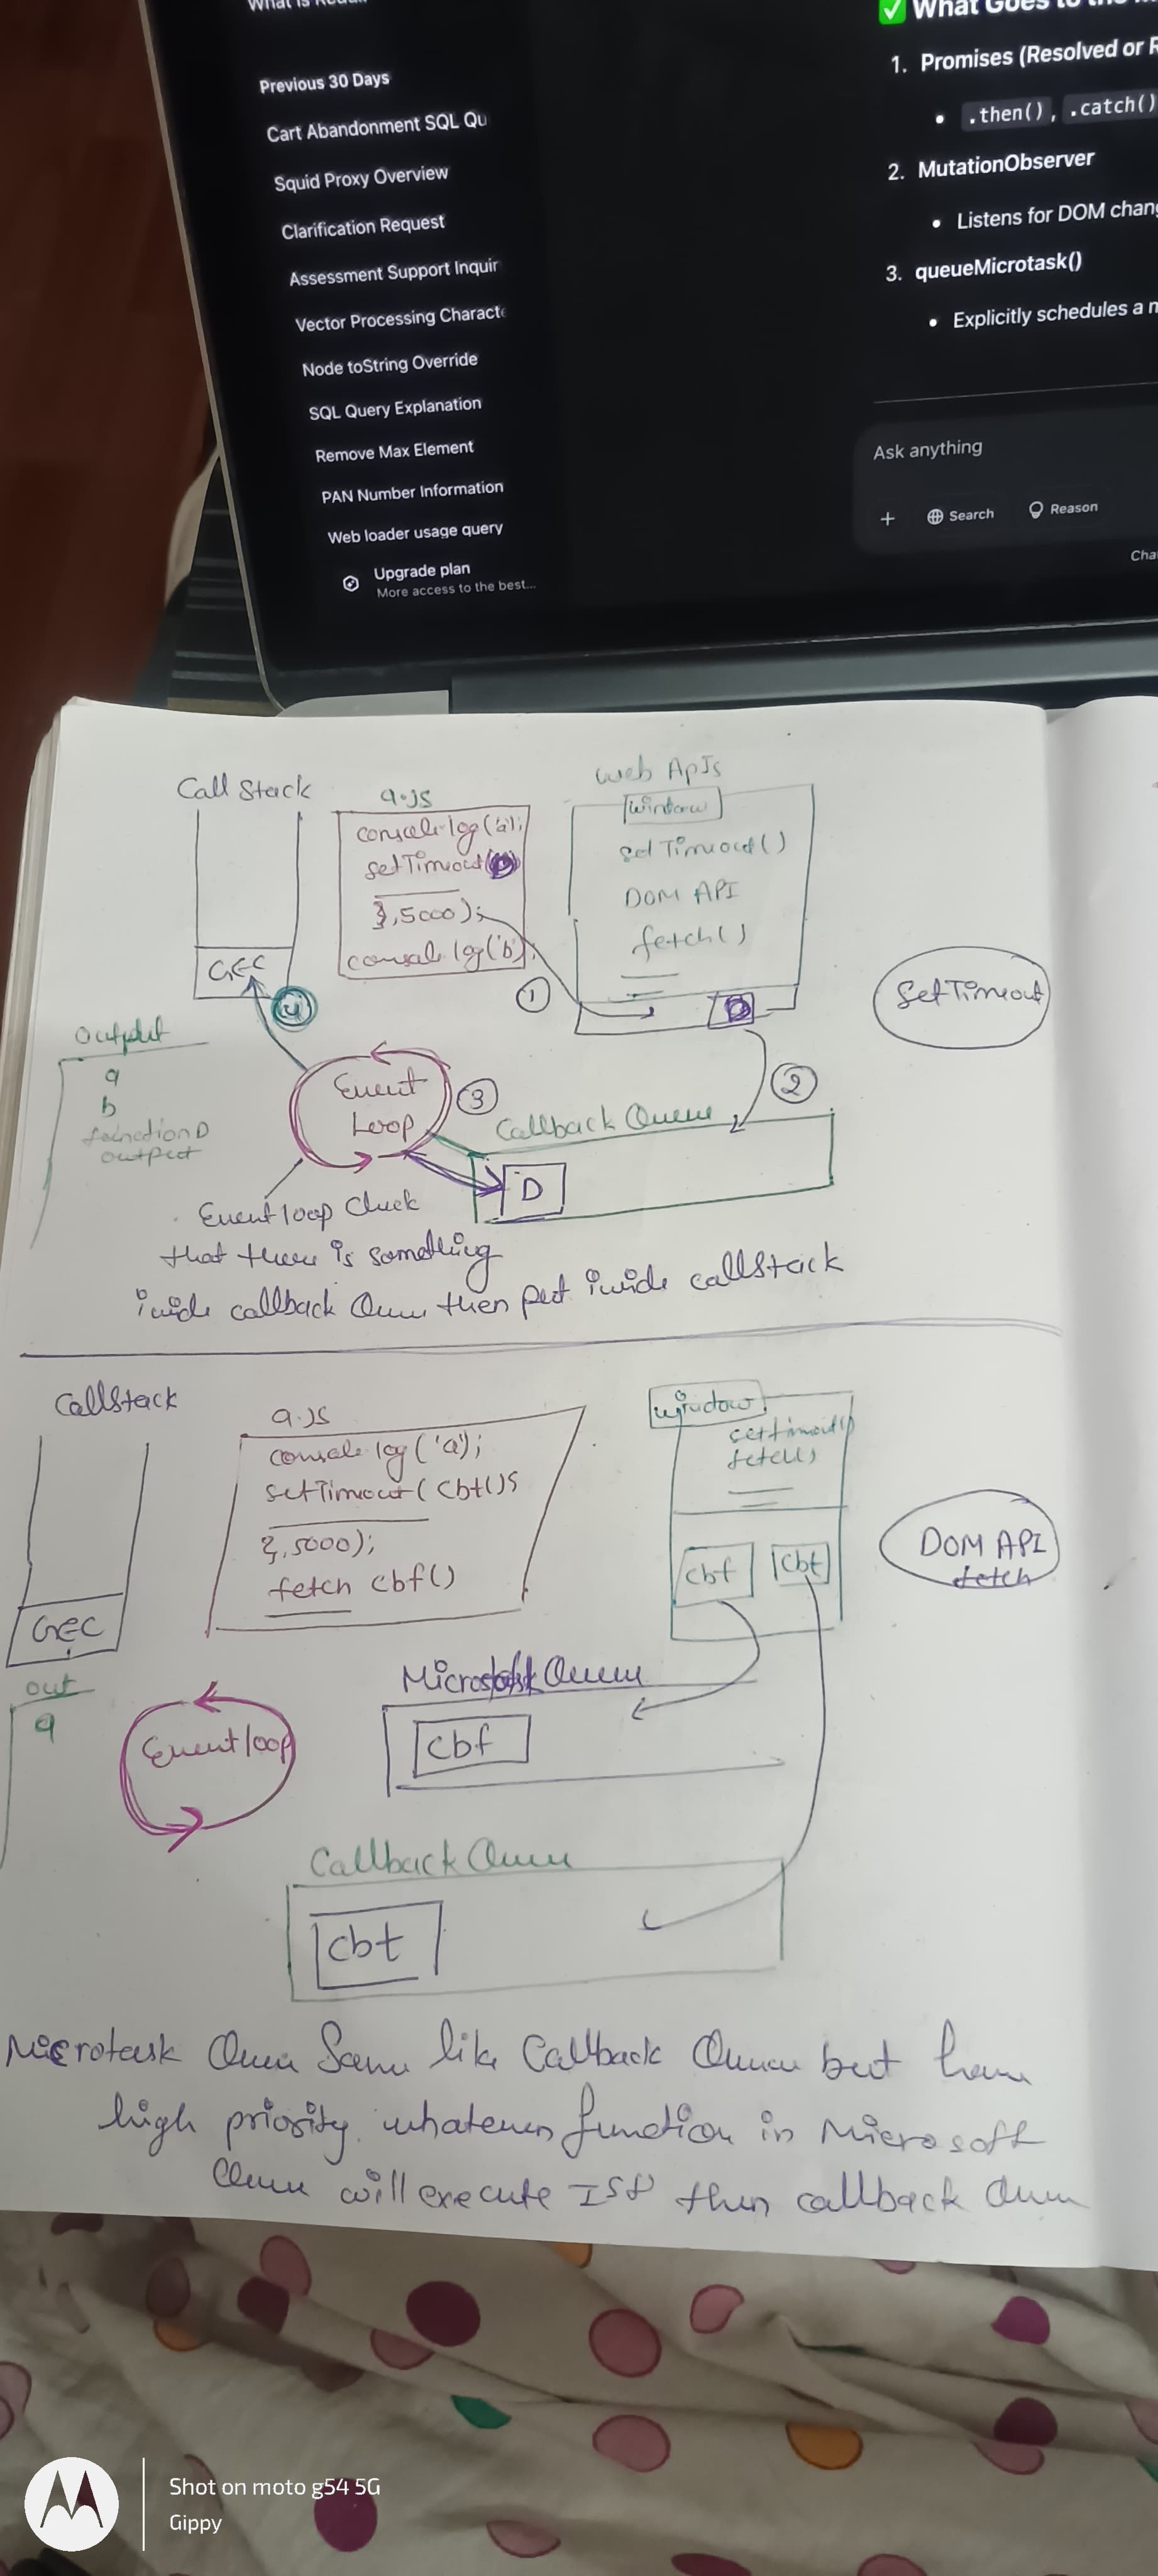 Previous 30 Days
Cart Abandonment SQL Qu
Squid Proxy Overview
Clarification Request
Assessment Support Inquir
Vector Processing Characte
Node toString Override
SQL Query Explanation
Remove Max Element
PAN Number Information
Web loader usage query
Upgrade plan
More access to the best...
✅ What Goes to the
1. Promises (Resolved or R
• .then(), .catch()
2. MutationObserver
• Listens for DOM chan
3. queueMicrotask()
• Explicitly schedules a
Ask anything
+ Search Reason
Cha
Call Stack
a.js
console.log('a');
setTimeout(
},5000);
console.log('b');
GEC
Web APIs
window
setTimeout()
DOM API
fetch()
D
SetTimeout
1
2
3
4
Output
a
b
function D
output
Event
Loop
Callback Queue
D
Event loop Check
that there is something
inside callback Queue then put inside callstack
CallStack
a.js
console.log('a');
setTimeout( cbt(){
},5000);
fetch cbf()
GEC
window
settimeout()
fetch()
cbf
cbt
DOM API
fetch
out
a
Event loop
Microtask Queue
cbf
Callback Queue
cbt
Microtask Queue Same like Callback Queue but have
high priority. whatever function in Microsoft
Queue will execute Ist then callback Queue
Shot on moto g54 5G
Gippy